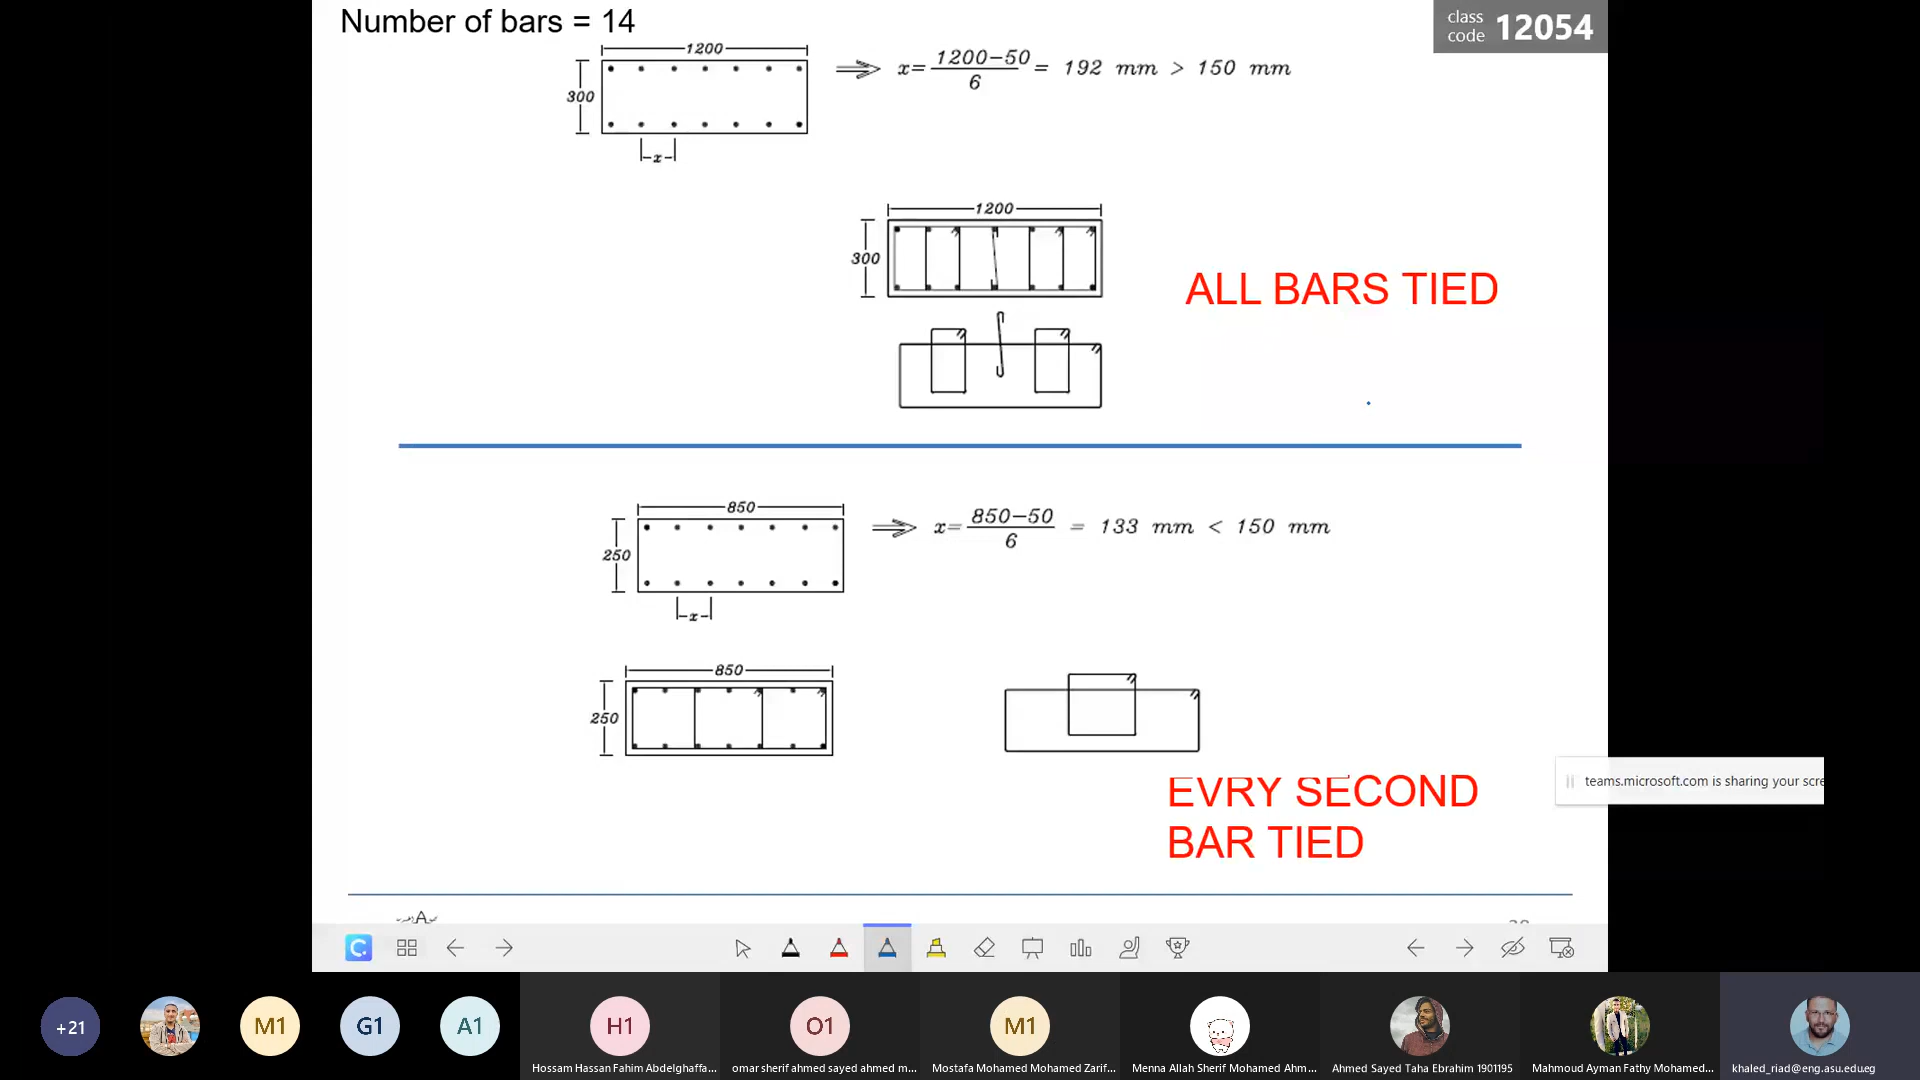 Number of bars = 14
class code 12054
1200
300
x= 1200-50 / 6 = 192 mm > 150 mm
x
1200
300
ALL BARS TIED
850
250
x= 850-50 / 6 = 133 mm < 150 mm
x
850
250
teams.microsoft.com is sharing your scre
EVRY SECOND
BAR TIED
A
C
+21
M1
G1
A1
H1
O1
M1
Hossam Hassan Fahim Abdelghaffa...
omar sherif ahmed sayed ahmed m...
Mostafa Mohamed Mohamed Zarif...
Menna Allah Sherif Mohamed Ahm...
Ahmed Sayed Taha Ebrahim 1901195
Mahmoud Ayman Fathy Mohamed...
khaled_riad@eng.asu.edu.eg